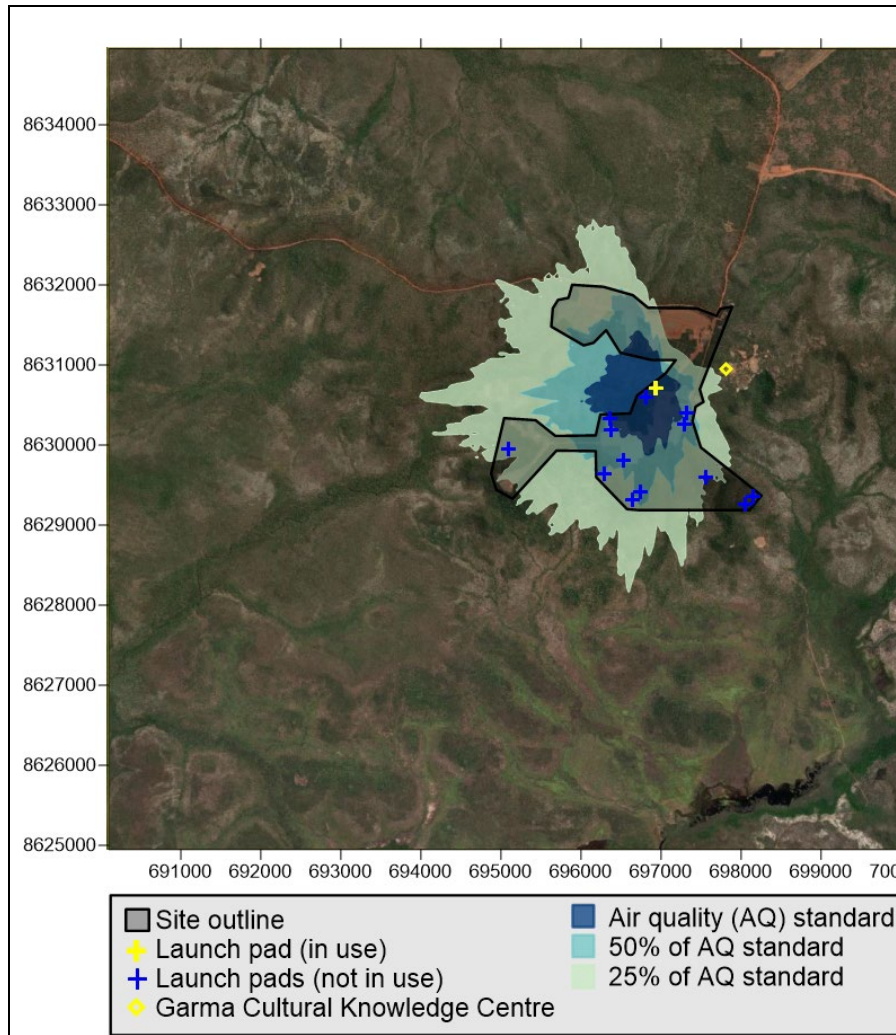 8634000
8633000
8632000
8631000
8630000
8629000
8628000
8627000
8626000
8625000
691000 692000 693000 694000 695000 696000 697000 698000 699000 700
Site outline
Launch pad (in use)
Launch pads (not in use)
Garma Cultural Knowledge Centre
Air quality (AQ) standard
50% of AQ standard
25% of AQ standard